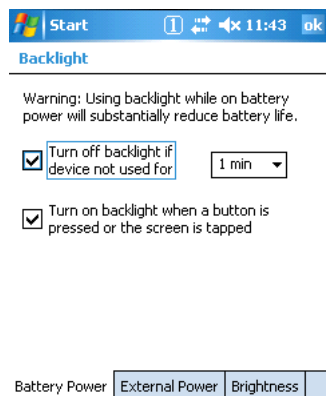 Start 1 11:43 ok
Backlight
Warning: Using backlight while on battery
power will substantially reduce battery life.
Turn off backlight if
device not used for 1 min
Turn on backlight when a button is
pressed or the screen is tapped
Battery Power External Power Brightness